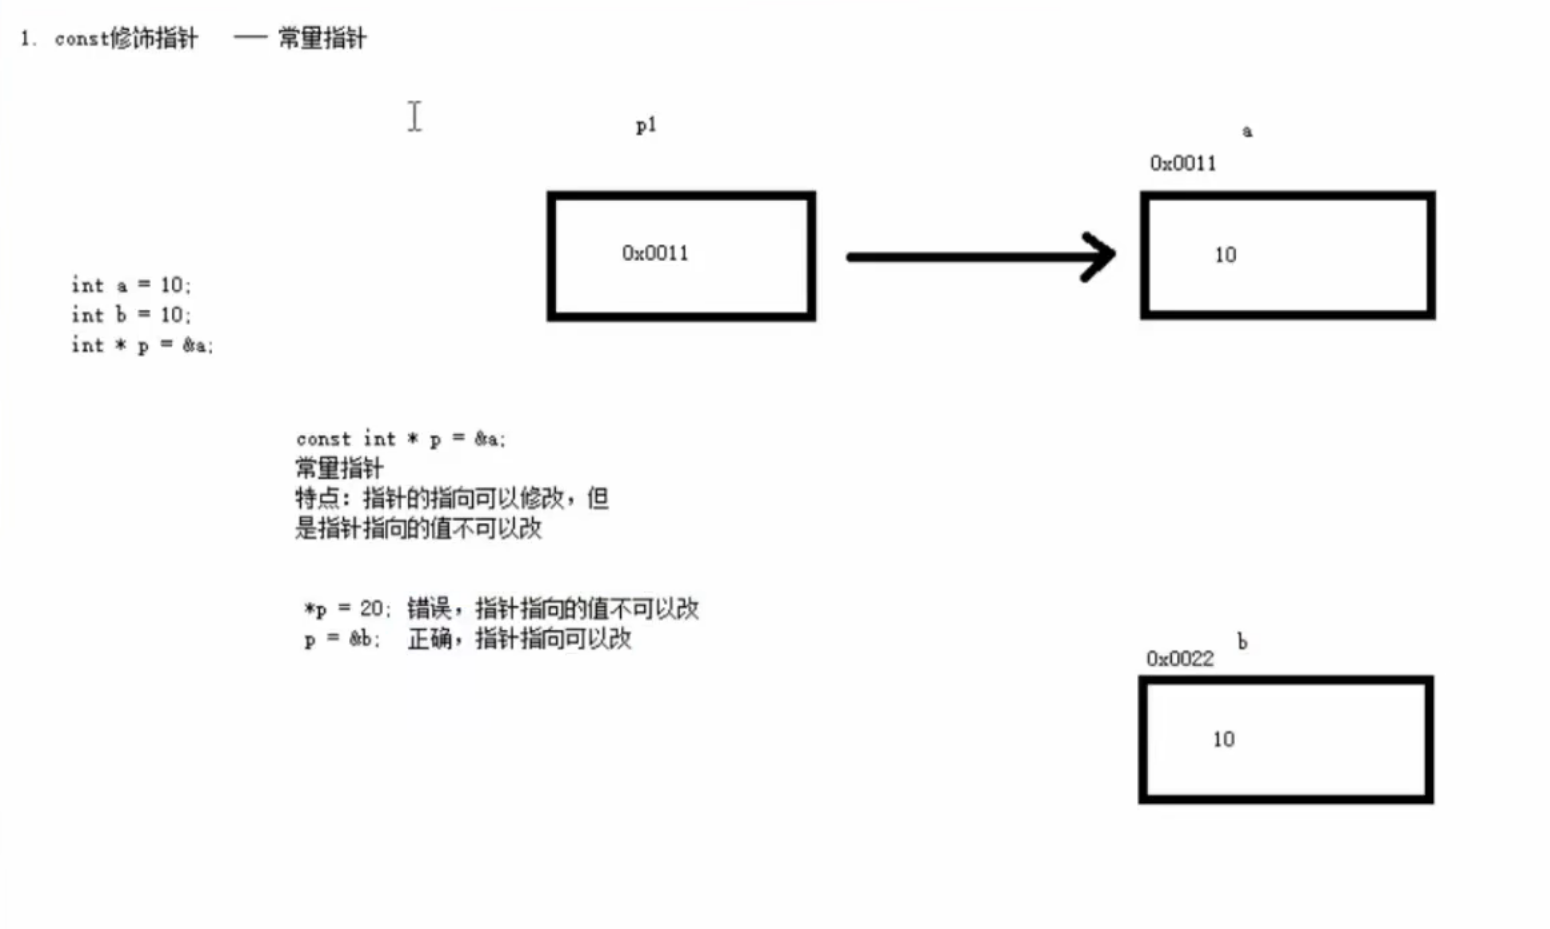 1. const修饰指针 —— 常量指针
p1
a
0x0011
0x0011
10
int a = 10;
int b = 10;
int * p = &a;
const int * p = &a;
常量指针
特点：指针的指向可以修改，但
是指针指向的值不可以改
*p = 20; 错误，指针指向的值不可以改
p = &b; 正确，指针指向可以改
b
0x0022
10